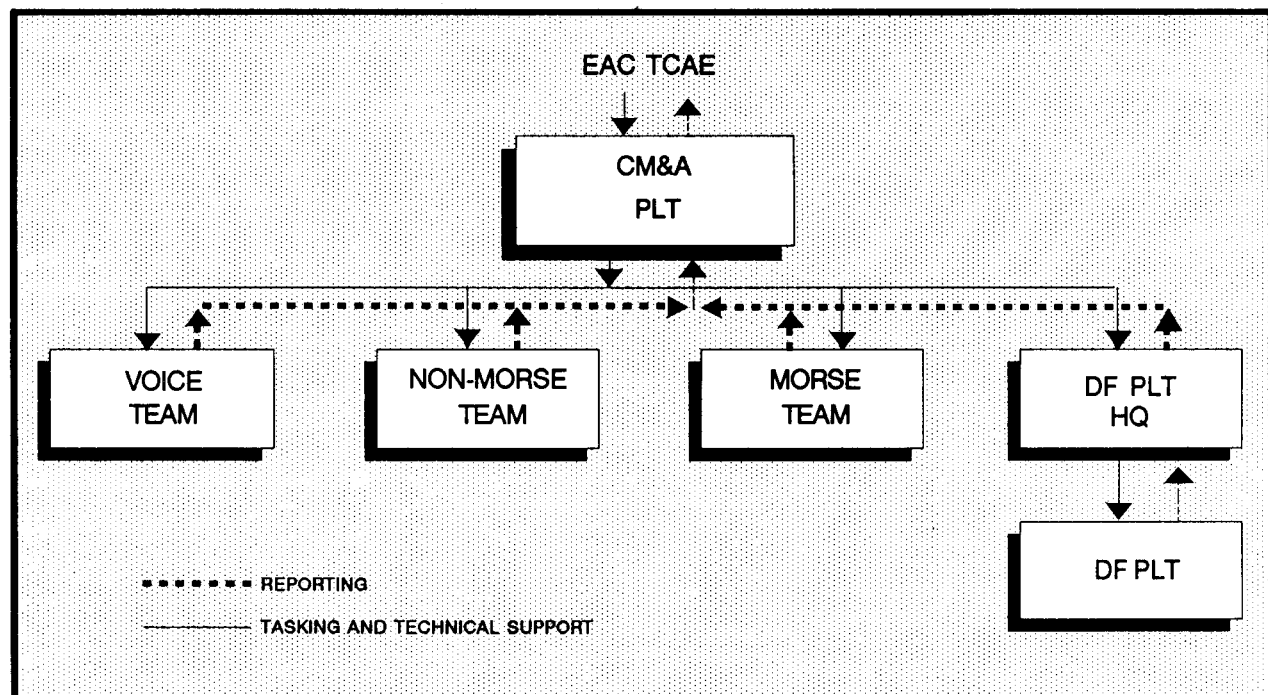 EAC TCAE
CM&A
PLT
VOICE
TEAM
NON-MORSE
TEAM
MORSE
TEAM
DF PLT
HQ
DF PLT
REPORTING
TASKING AND TECHNICAL SUPPORT